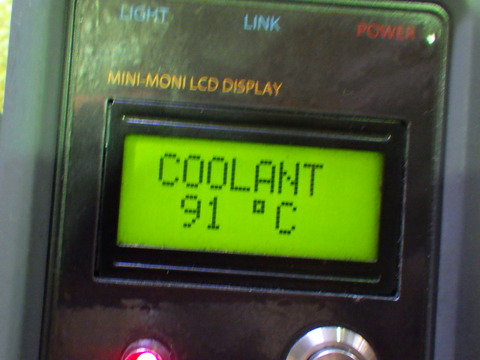 LIGHT LINK POWER
MINI-MONI LCD DISPLAY
COOLANT
91 °C